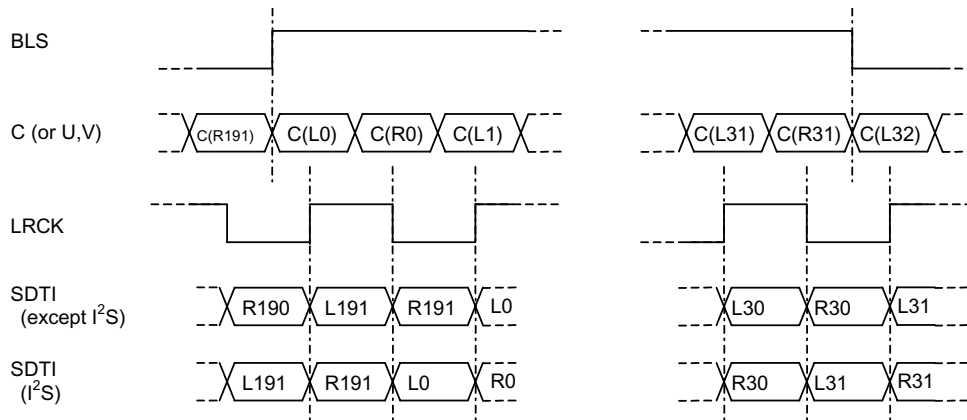 BLS
C (or U,V) C(R191) C(L0) C(R0) C(L1) C(L31) C(R31) C(L32)
LRCK
SDTI
(except I²S) R190 L191 R191 L0 L30 R30 L31
SDTI
(I²S) L191 R191 L0 R0 R30 L31 R31